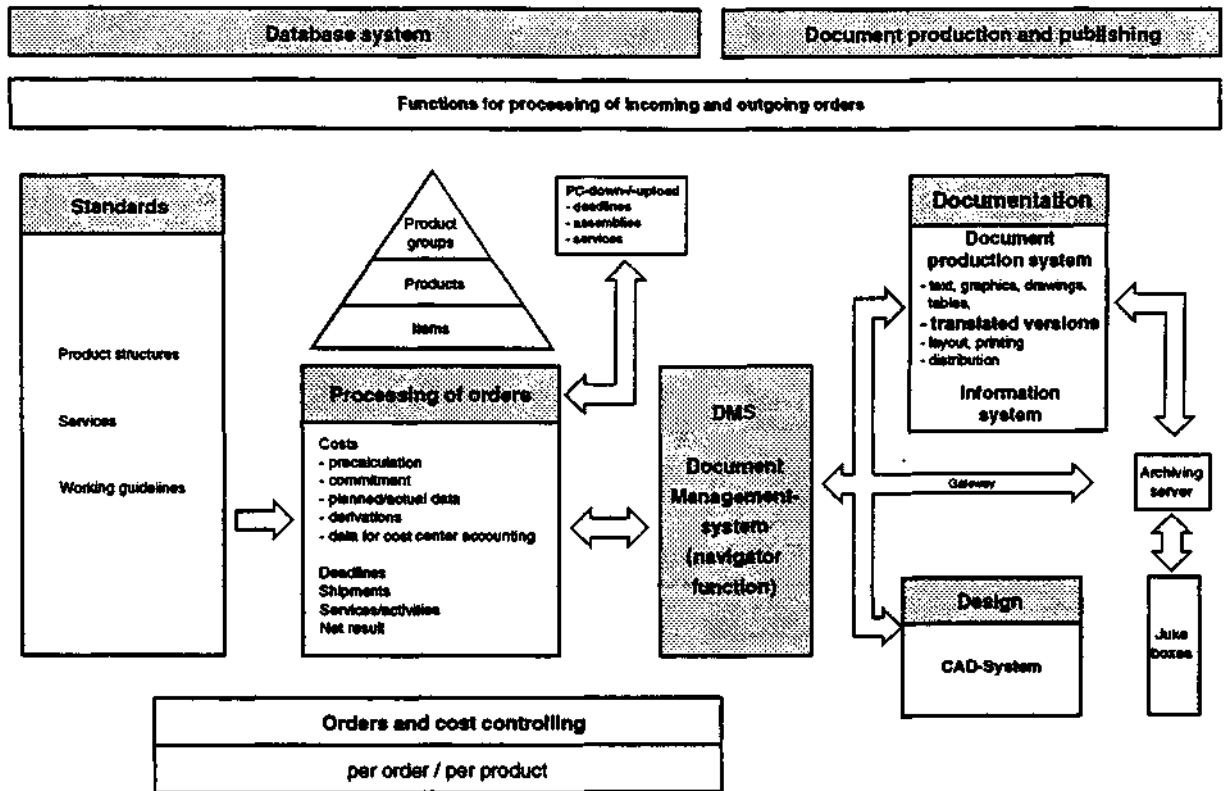 Database system
Document production and publishing
Functions for processing of incoming and outgoing orders
Standards
Product structures
Services
Working guidelines
Product
groups
Products
Items
PC-down-/-upload
- deadlines
- assemblies
- services
Processing of orders
Costs
- precalculation
- commitment
- planned/actual data
- derivations
- data for cost center accounting
Deadlines
Shipments
Services/activities
Net result
DMS
Document
Management-
system
(navigator
function)
Documentation
Document
production system
- text, graphics, drawings,
tables,
- translated versions
- layout, printing
- distribution
Information
system
Gateway
Archiving
server
Design
CAD-System
Juke
boxes
Orders and cost controlling
per order / per product